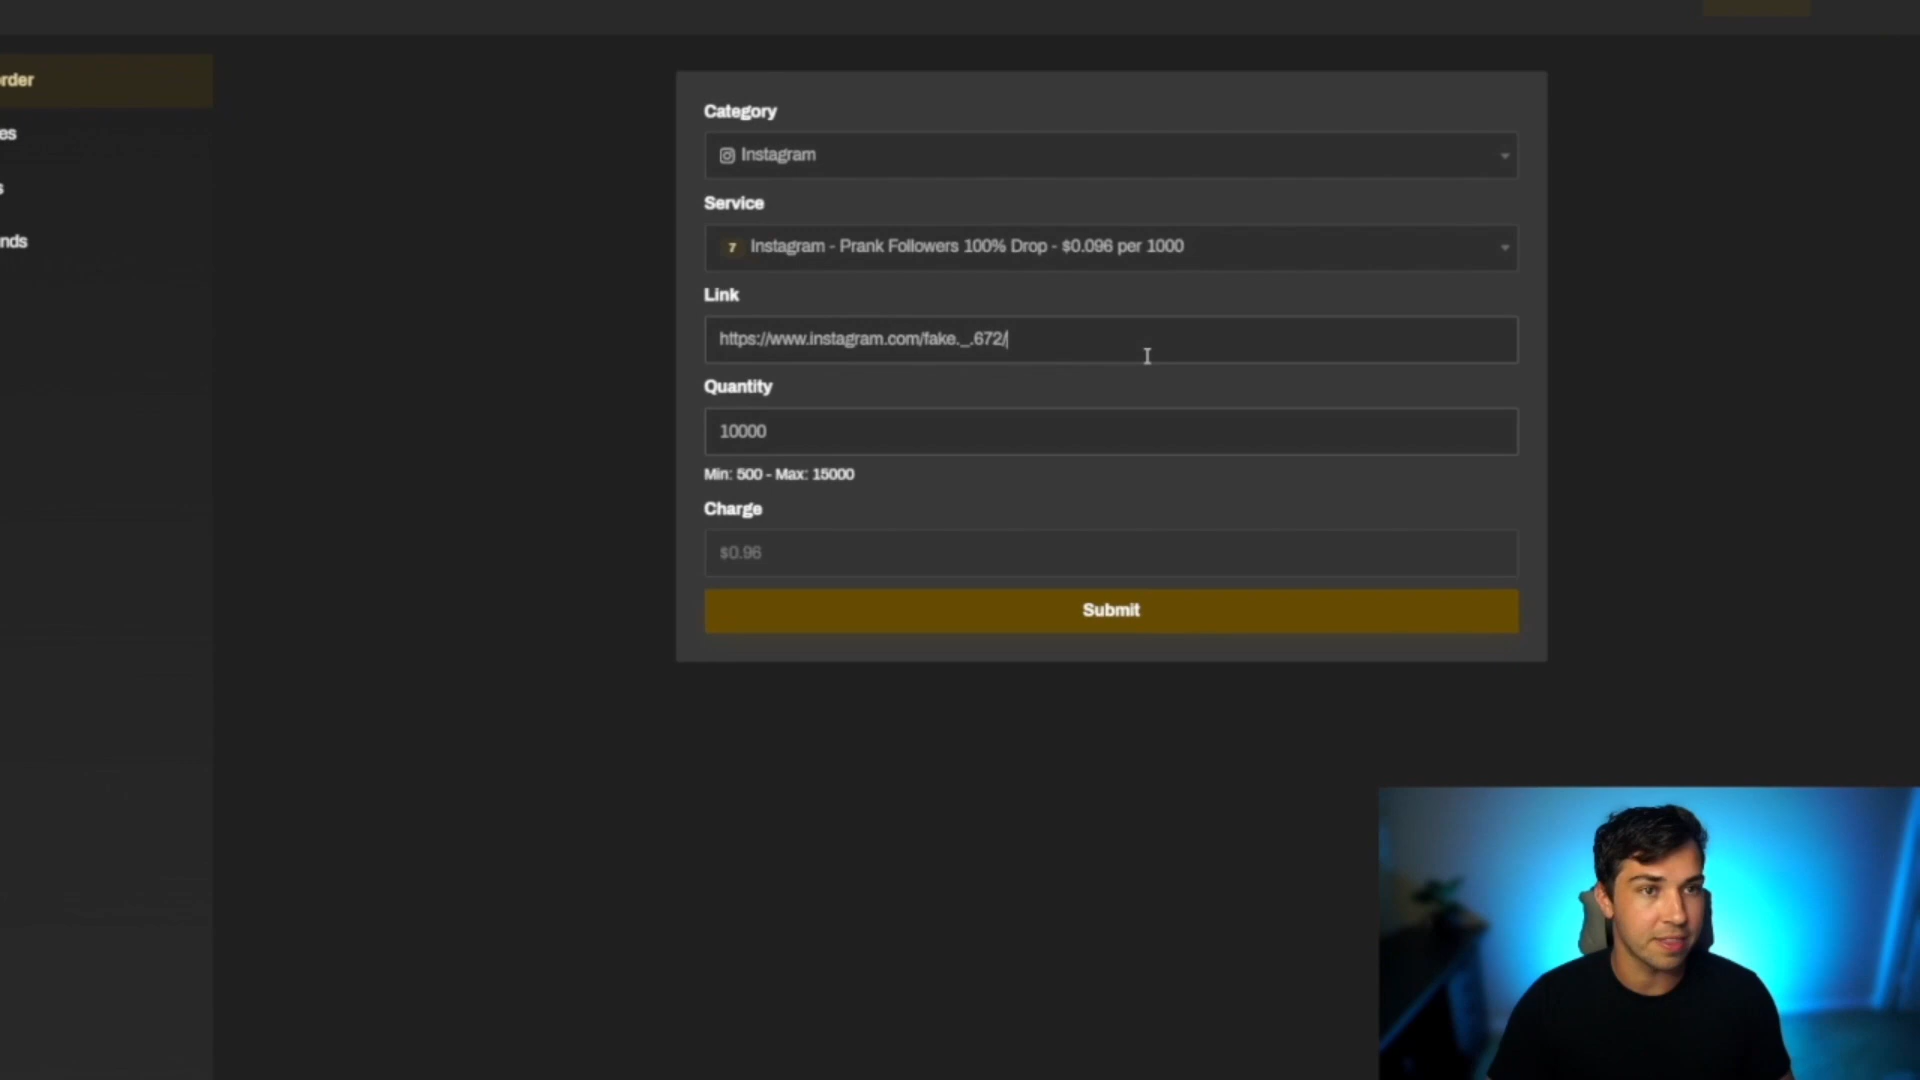 rder
es
s
nds
Category
Instagram
Service
7 Instagram - Prank Followers 100% Drop - $0.096 per 1000
Link
https://www.instagram.com/fake._.672/
Quantity
10000
Min: 500 - Max: 15000
Charge
$0.96
Submit